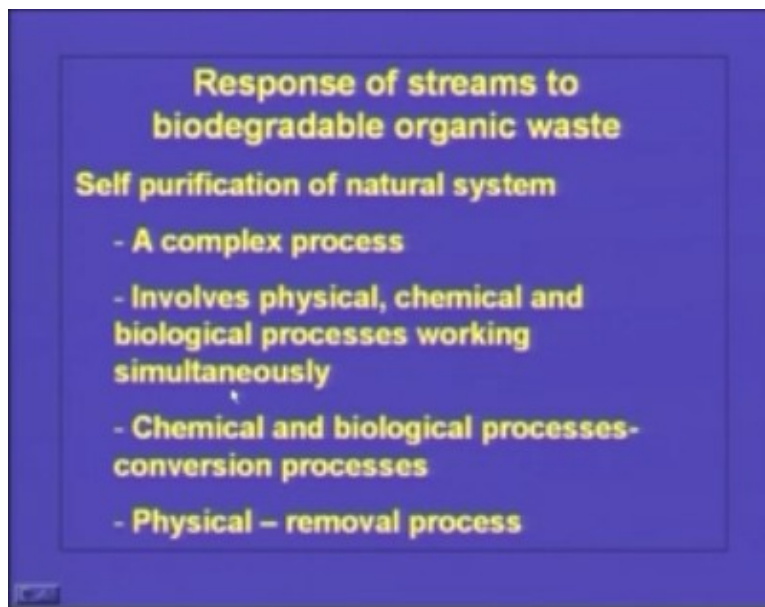 Response of streams to
biodegradable organic waste
Self purification of natural system
- A complex process
- Involves physical, chemical and
biological processes working
simultaneously
- Chemical and biological processes-
conversion processes
- Physical – removal process